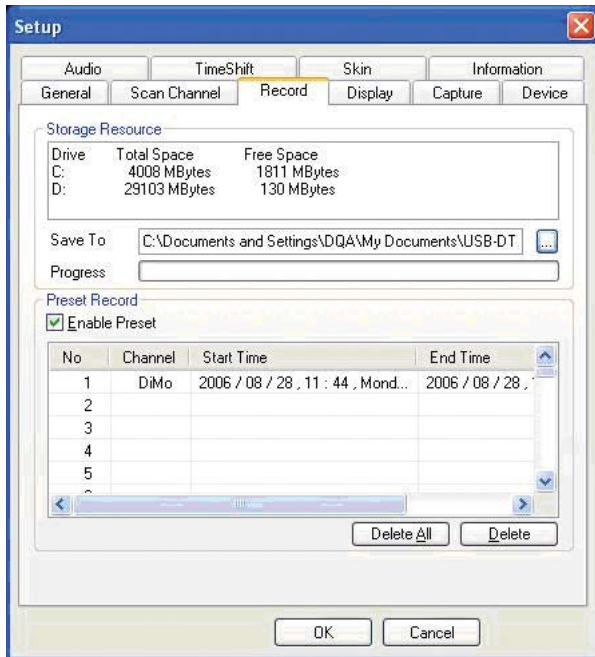 Setup
Audio TimeShift Skin Information
General Scan Channel Record Display Capture Device
Storage Resource
Drive Total Space Free Space
C: 4008 MBytes 1811 MBytes
D: 29103 MBytes 130 MBytes
Save To C:\Documents and Settings\DQA\My Documents\USB-DT ...
Progress
Preset Record
Enable Preset
No Channel Start Time End Time
1 DiMo 2006 / 08 / 28 , 11 : 44 , Mond... 2006 / 08 / 28 ,
2
3
4
5
Delete All Delete
OK Cancel